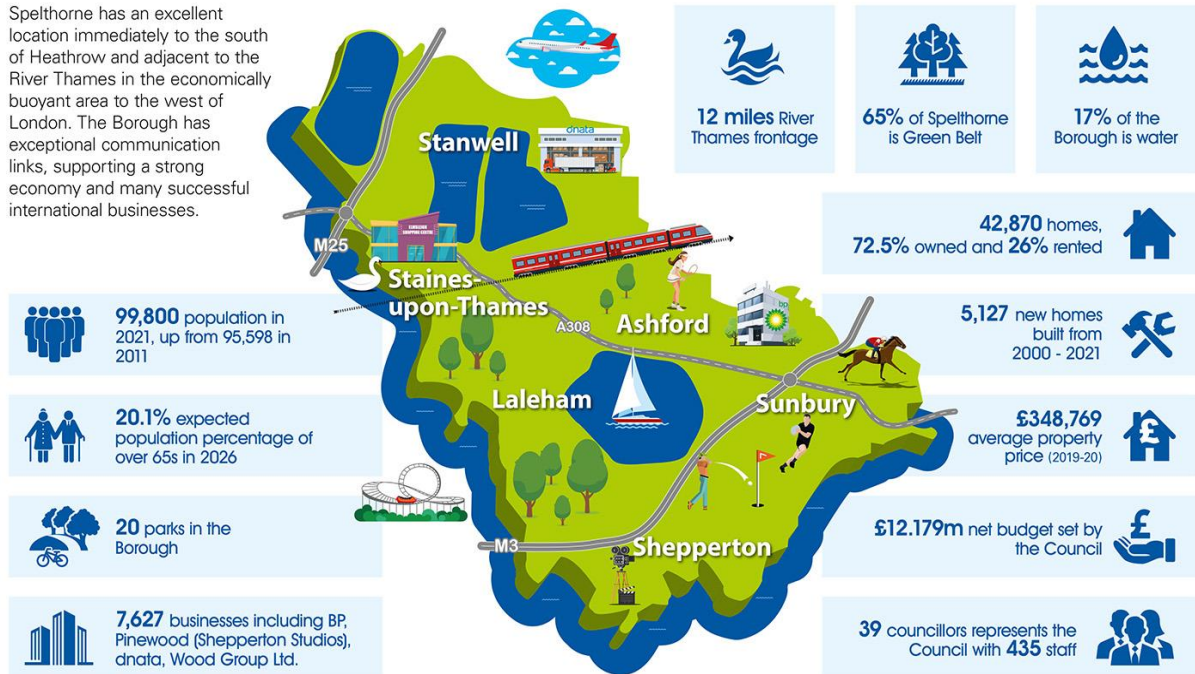 Spelthorne has an excellent
location immediately to the south
of Heathrow and adjacent to the
River Thames in the economically
buoyant area to the west of
London. The Borough has
exceptional communication
links, supporting a strong
economy and many successful
international businesses.
12 miles River
Thames frontage
65% of Spelthorne
is Green Belt
17% of the
Borough is water
42,870 homes,
72.5% owned and 26% rented
5,127 new homes
built from
2000 - 2021
£348,769
average property
price (2019-20)
£12.179m net budget set by
the Council
39 councillors represents the
Council with 435 staff
99,800 population in
2021, up from 95,598 in
2011
20.1% expected
population percentage of
over 65s in 2026
20 parks in the
Borough
7,627 businesses including BP,
Pinewood (Shepperton Studios),
dnata, Wood Group Ltd.
Stanwell
dnata
M25
ELMSLEIGH
SHOPPING CENTRE
Staines-
upon-Thames
A308
Ashford
bp
Laleham
Sunbury
M3
Shepperton